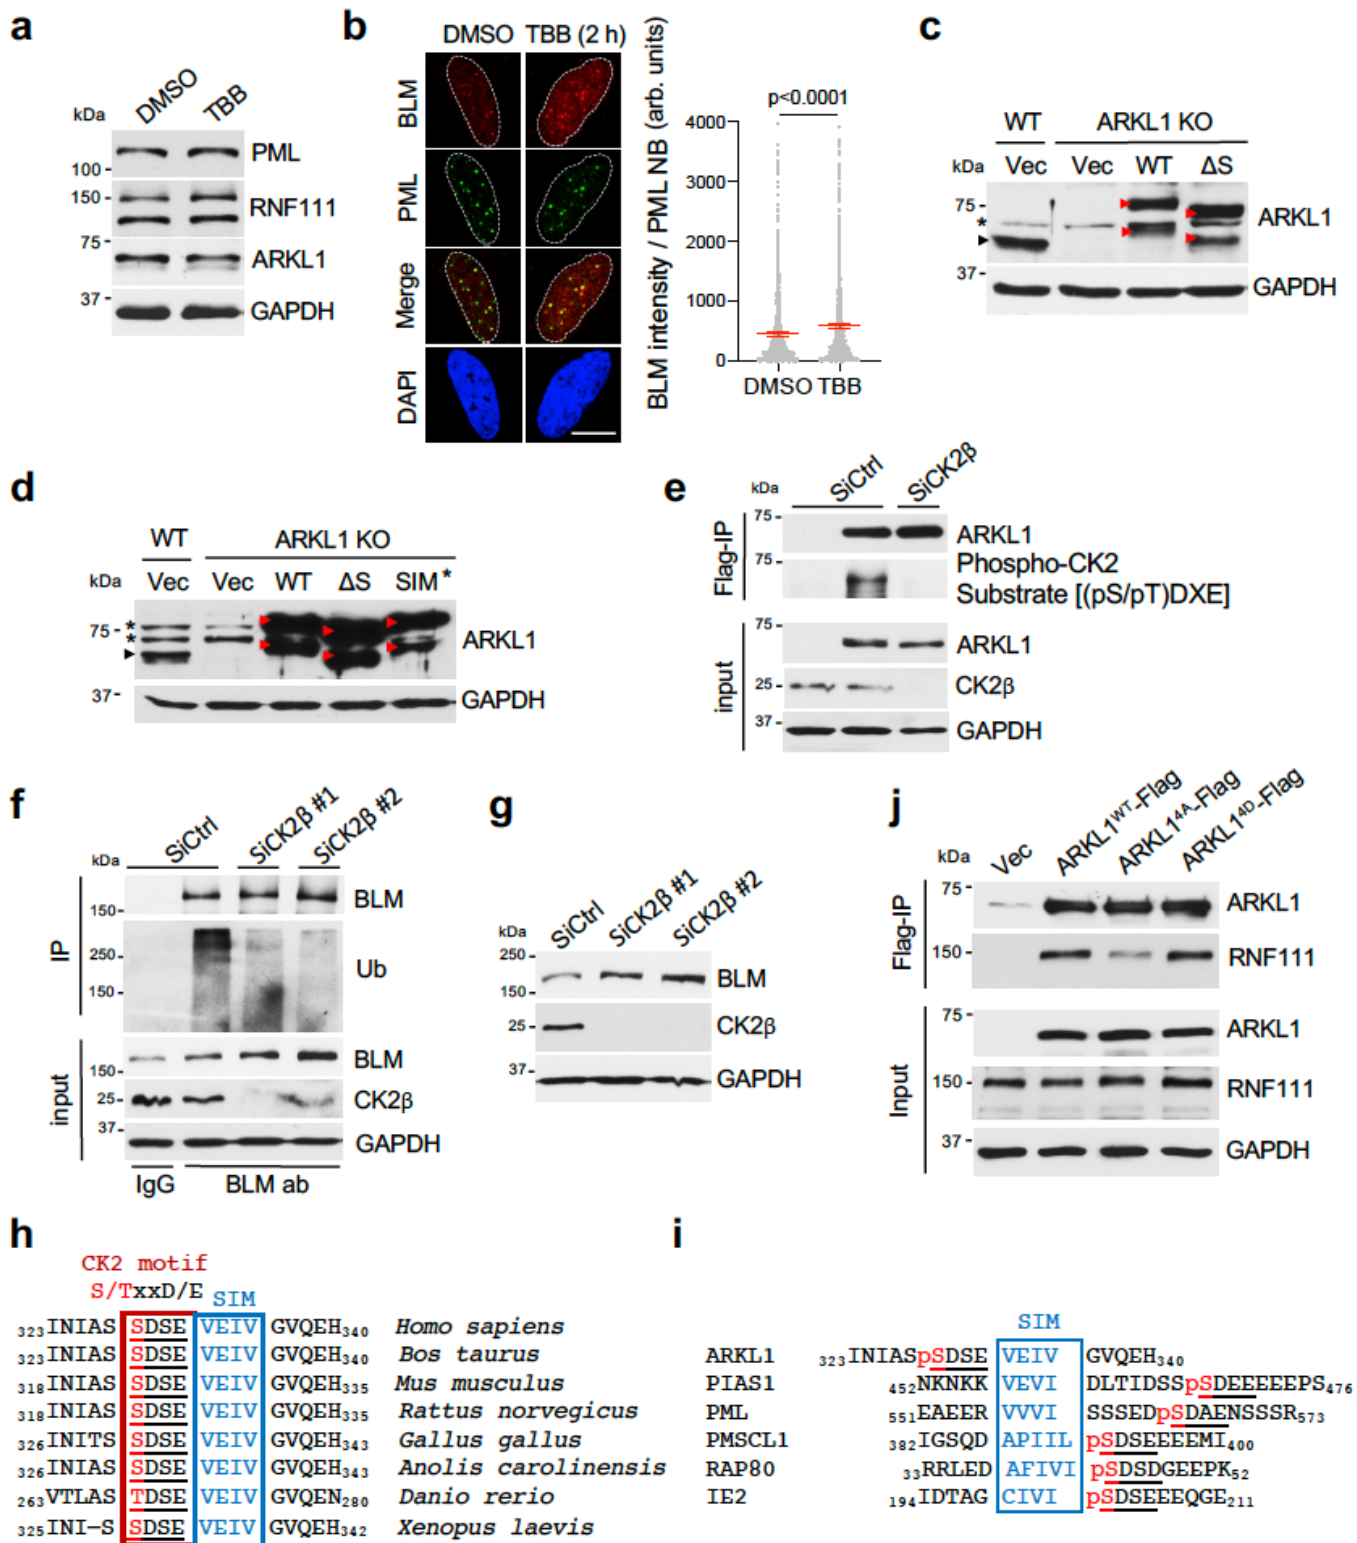 a
DMSO
TBB
kDa
100
PML
150
RNF111
75
ARKL1
37
GAPDH
b
DMSO TBB (2 h)
BLM
PML
Merge
DAPI
BLM intensity / PML NB (arb. units)
p<0.0001
4000
3000
2000
1000
0
DMSO TBB
c
WT ARKL1 KO
kDa Vec Vec WT ΔS
75
*
ARKL1
37
GAPDH
d
WT ARKL1 KO
kDa Vec Vec WT ΔS SIM*
*
75
*
ARKL1
37
GAPDH
e
SiCtrl
SiCK2β
kDa
Flag-IP
75
ARKL1
75
Phospho-CK2
Substrate [(pS/pT)DXE]
input
75
ARKL1
25
CK2β
37
GAPDH
f
SiCtrl
SiCK2β #1
SiCK2β #2
kDa
IP
BLM
150
250
Ub
150
input
BLM
150
25
CK2β
37
GAPDH
IgG BLM ab
g
SiCtrl
SiCK2β #1
SiCK2β #2
kDa
250
BLM
150
25
CK2β
37
GAPDH
j
Vec
ARKL1WT-Flag
ARKL14A-Flag
ARKL14D-Flag
kDa
Flag-IP
75
ARKL1
150
RNF111
Input
75
ARKL1
150
RNF111
37
GAPDH
h
CK2 motif
S/TxxD/E
SIM
323INIAS SDSE VEIV GVQEH340 Homo sapiens
323INIAS SDSE VEIV GVQEH340 Bos taurus
318INIAS SDSE VEIV GVQEH335 Mus musculus
318INIAS SDSE VEIV GVQEH335 Rattus norvegicus
326INITS SDSE VEIV GVQEH343 Gallus gallus
326INIAS SDSE VEIV GVQEH343 Anolis carolinensis
263VTLAS TDSE VEIV GVQEN280 Danio rerio
325INI–S SDSE VEIV GVQEH342 Xenopus laevis
i
SIM
ARKL1 323INIASpSDSE VEIV GVQEH340
PIAS1 452NKNKK VEVI DLTIDSSpSDEEEEEPS476
PML 551EAEER VVVI SSSEDpSDAENSSSR573
PMSCL1 382IGSQD APIIL pSDSEEEEMI400
RAP80 33RRLED AFIVI pSDSDGEEPK52
IE2 194IDTAG CIVI pSDSEEEQGE211